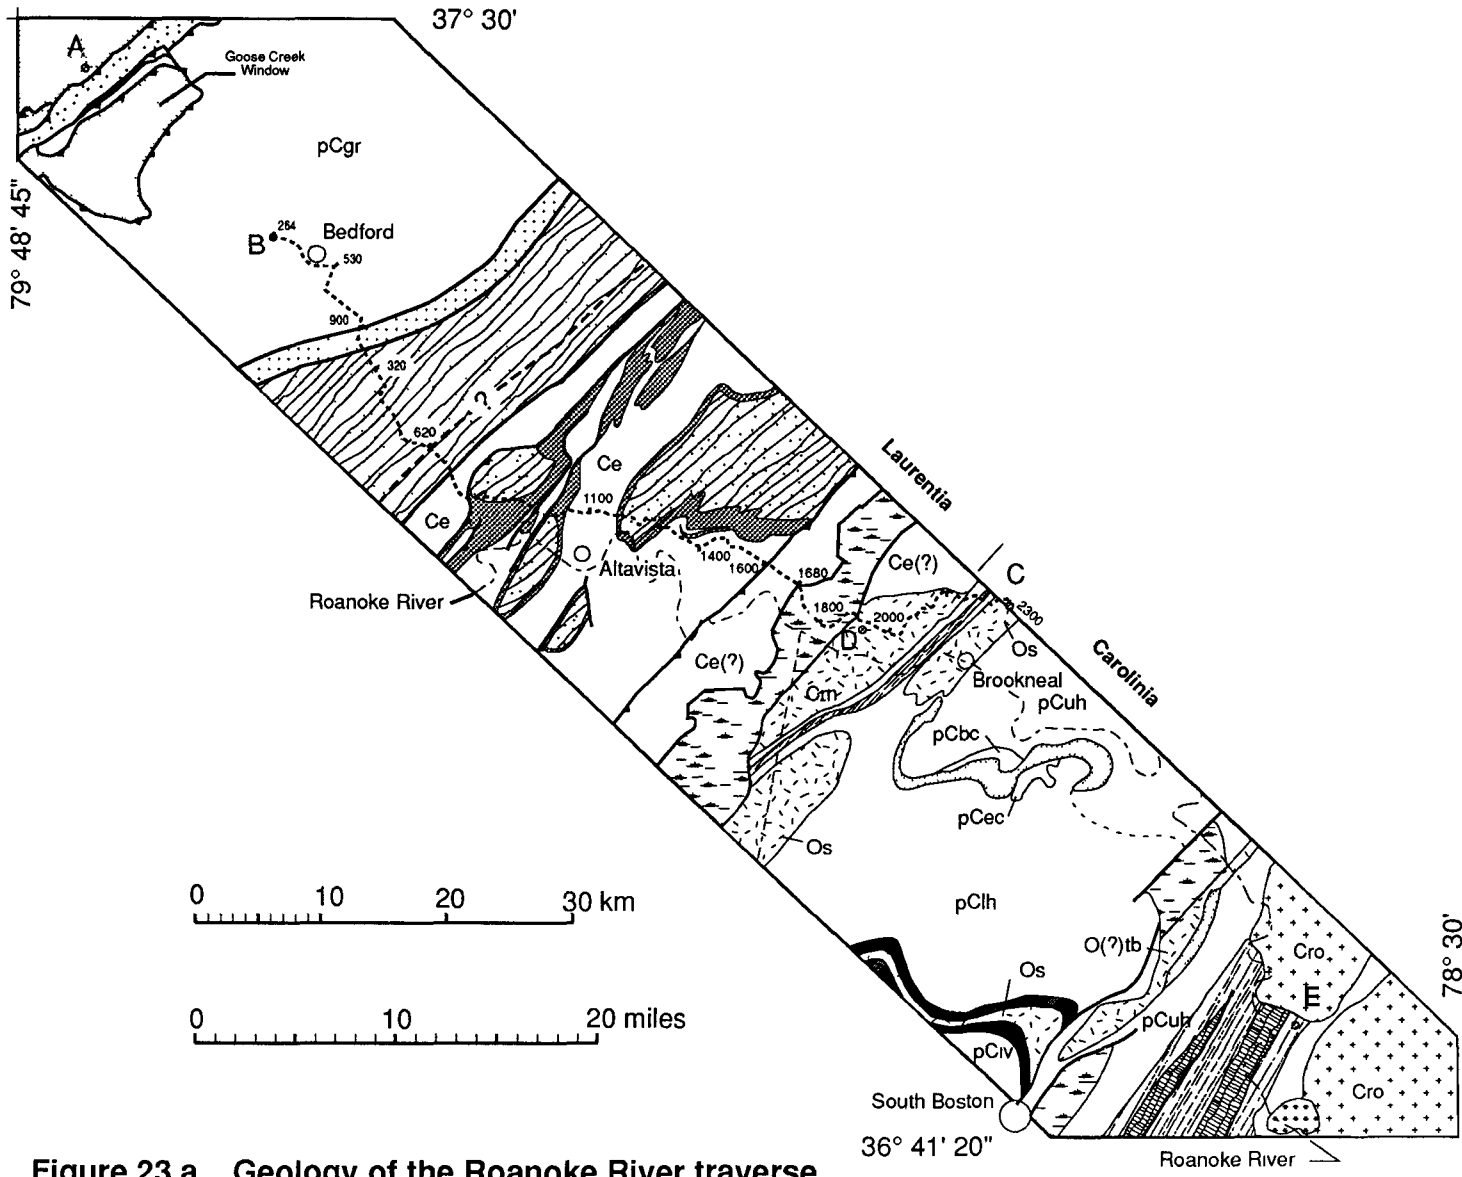 37° 30'
A
Goose Creek
Window
pCgr
79° 48' 45"
B
264
Bedford
530
900
320
?
620
Ce
Ce
1100
Laurentia
Altavista
1400
1600
1680
Ce(?)
C
Roanoke River
1800
2000
2300
D
Os
Carolinia
Ce(?)
Brookneal
Cm
pCuh
pCbc
pCec
Os
0 10 20 30 km
pClh
O(?)tb
78° 30'
Cro
Os
E
0 10 20 miles
pCuh
pCiv
Cro
South Boston
36° 41' 20"
Roanoke River
Figure 23.a. Geology of the Roanoke River traverse